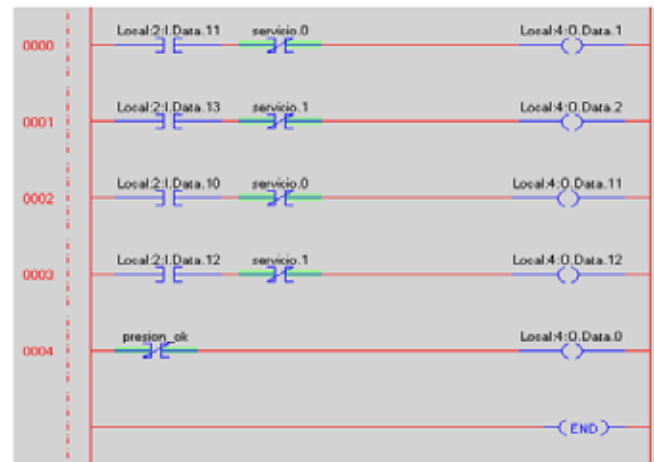 Local:2:I.Data.11 servicio.0 Local:4:O.Data.1
0000
Local:2:I.Data.13 servicio.1 Local:4:O.Data.2
0001
Local:2:I.Data.10 servicio.0 Local:4:O.Data.11
0002
Local:2:I.Data.12 servicio.1 Local:4:O.Data.12
0003
presion_ok Local:4:O.Data.0
0004
END